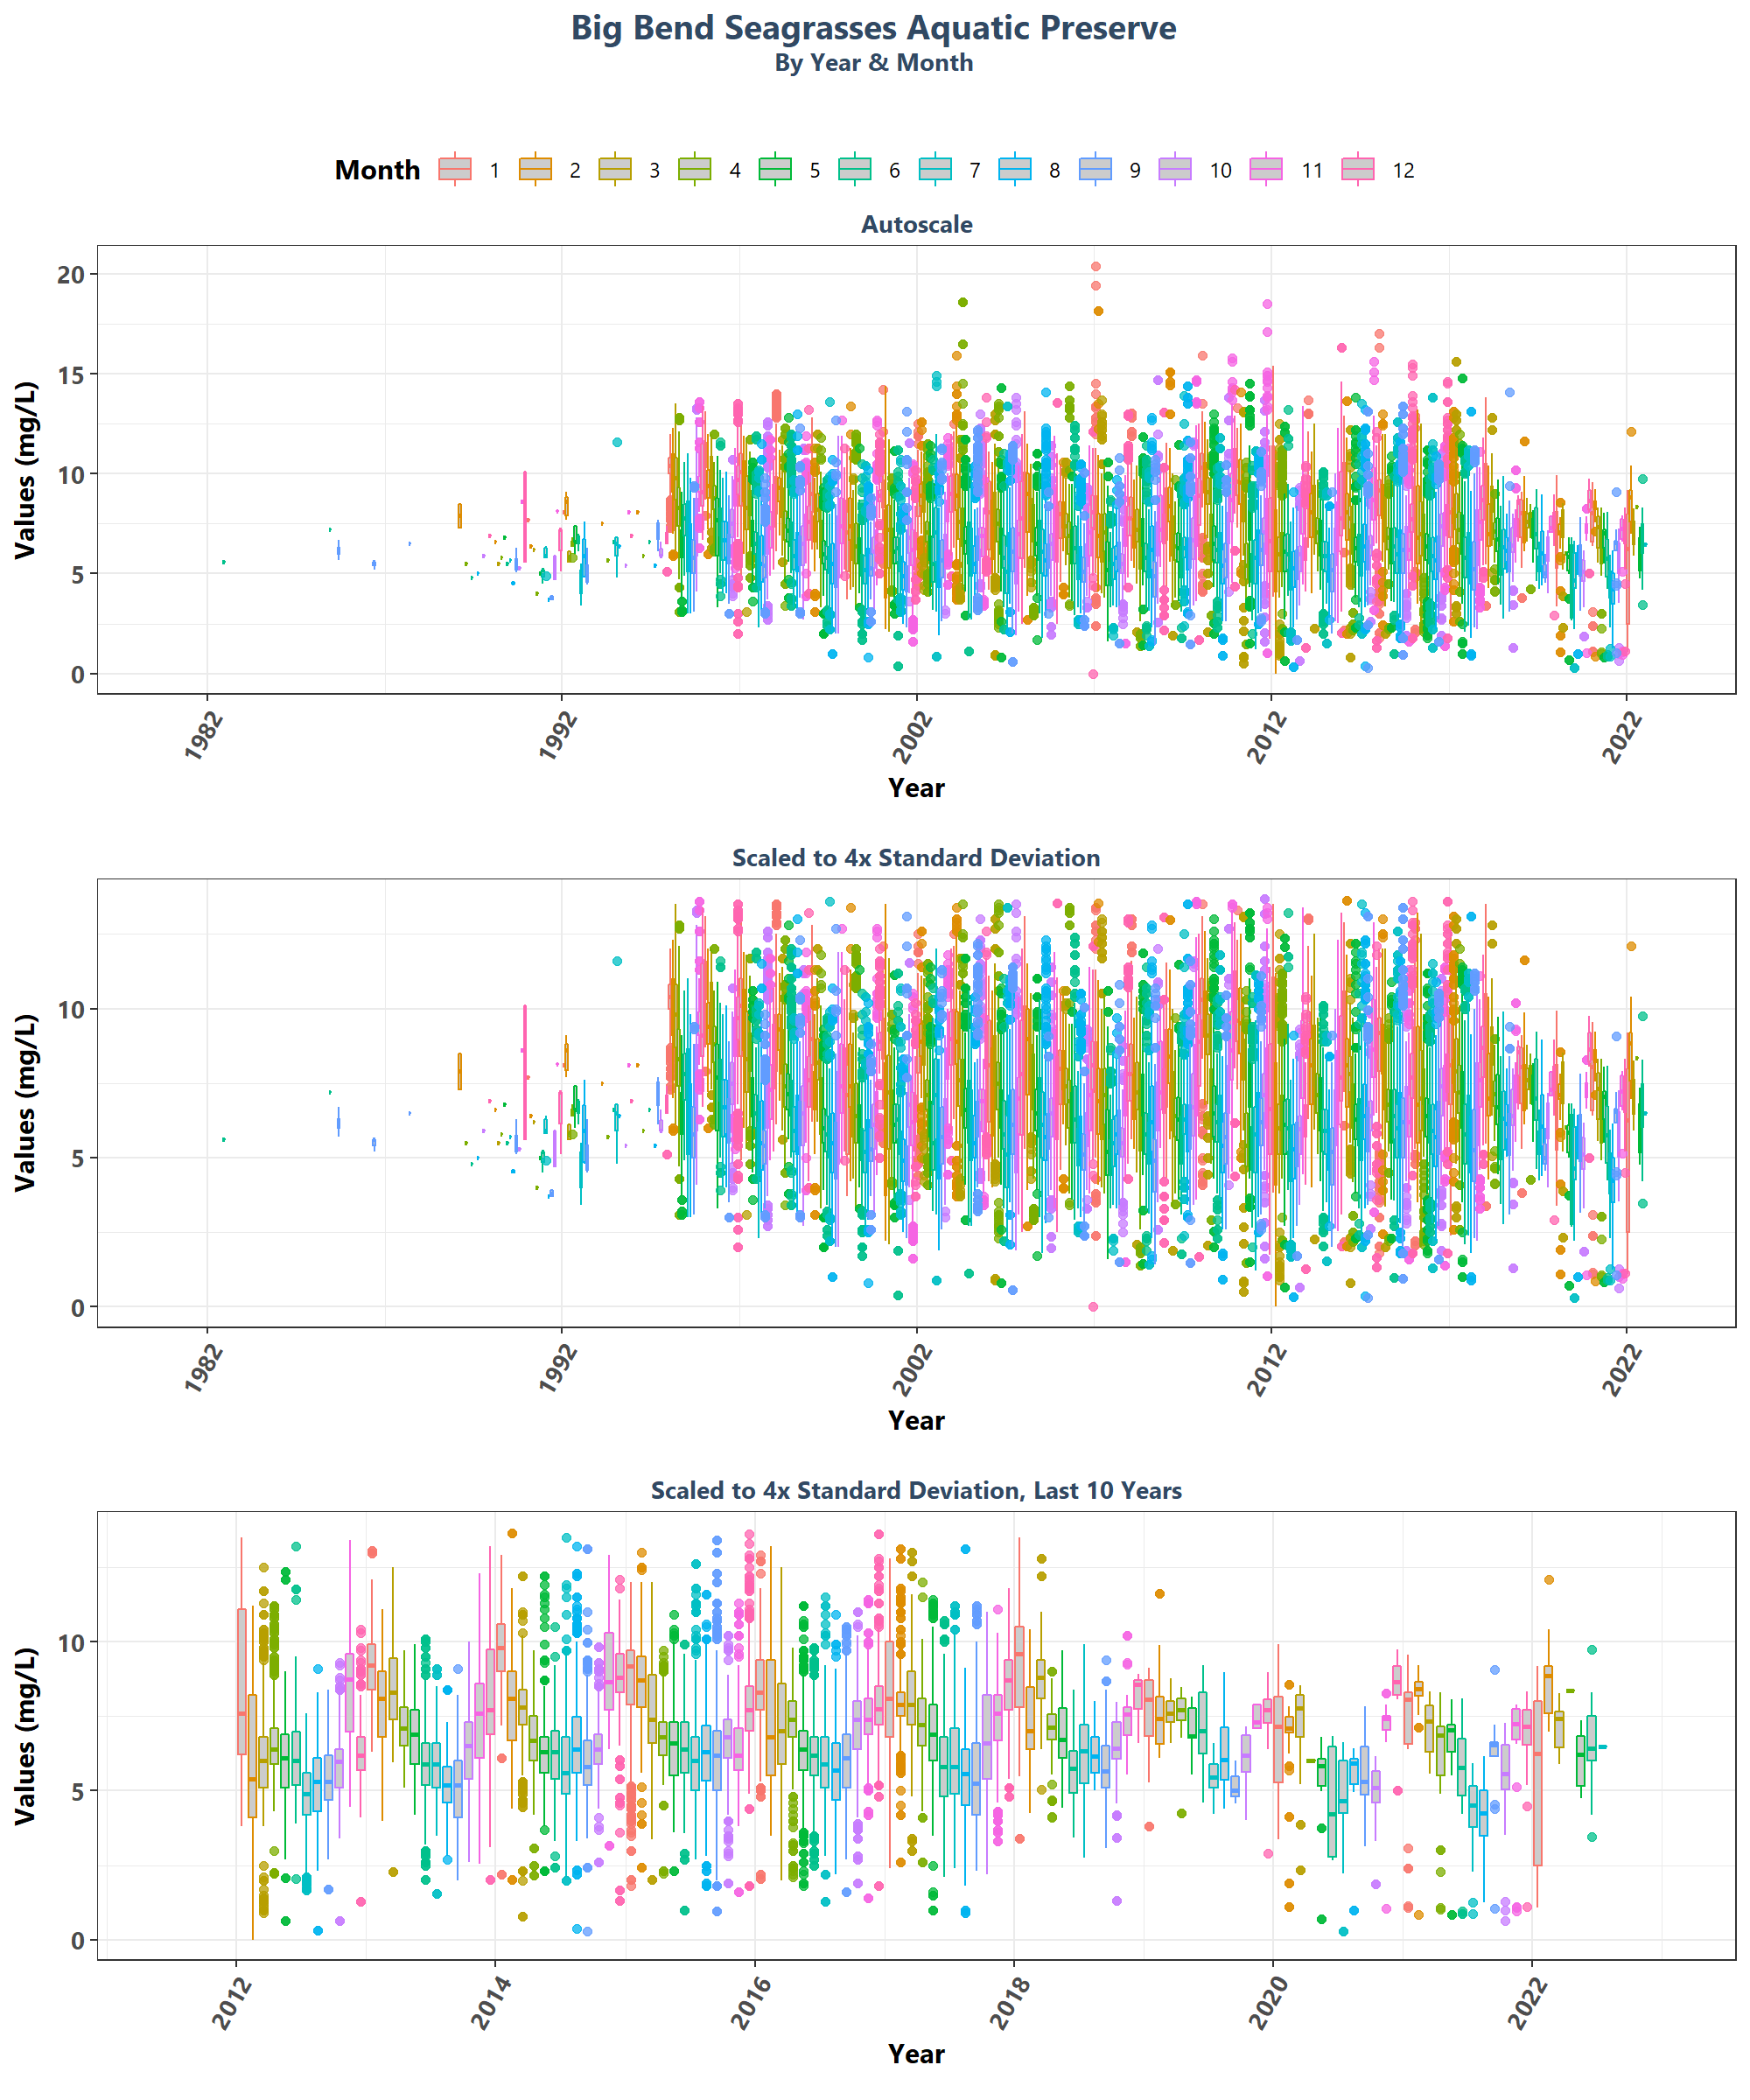 Big Bend Seagrasses Aquatic Preserve
By Year & Month
Month 1 2 3 4 5 6 7 8 9 10 11 12
Autoscale
Values (mg/L)
20
15
10
5
0
1982 1992 2002 2012 2022
Year
Scaled to 4x Standard Deviation
Values (mg/L)
10
5
0
1982 1992 2002 2012 2022
Year
Scaled to 4x Standard Deviation, Last 10 Years
Values (mg/L)
10
5
0
2012 2014 2016 2018 2020 2022
Year